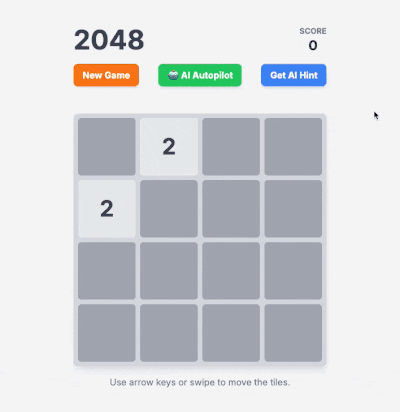 2048
SCORE
0
New Game
🤖 AI Autopilot
Get AI Hint
2
2
Use arrow keys or swipe to move the tiles.